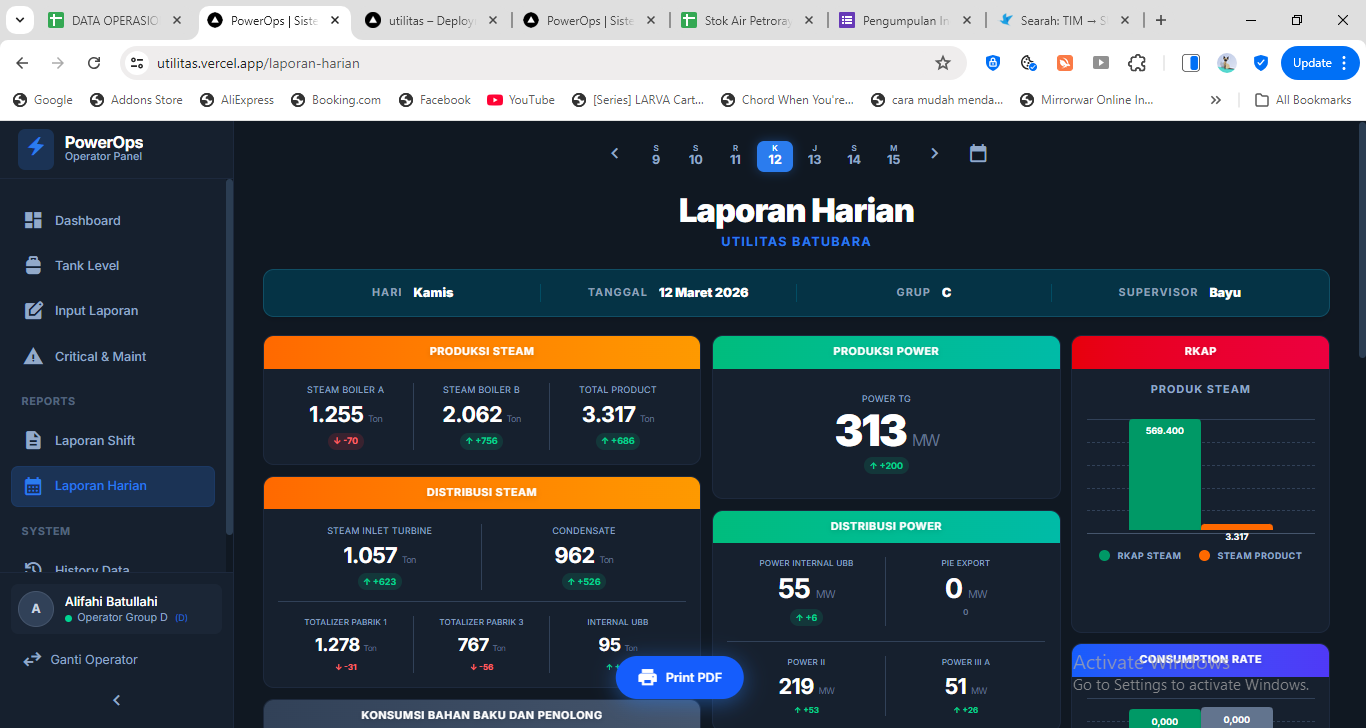 DATA OPERASIO
PowerOps | Siste
utilitas – Deploy
PowerOps | Siste
Stok Air Petroray
Pengumpulan In
Searah: TIM → S
utilitas.vercel.app/laporan-harian
Update
Google
Addons Store
AliExpress
Booking.com
Facebook
YouTube
[Series] LARVA Cart...
Chord When You're...
cara mudah menda...
Mirrorwar Online In...
All Bookmarks
PowerOps
Operator Panel
Dashboard
Tank Level
Input Laporan
Critical & Maint
REPORTS
Laporan Shift
Laporan Harian
SYSTEM
History Data
A
Alifahi Batullahi
Operator Group D (D)
Ganti Operator
S S R K J S M
9 10 11 12 13 14 15
Laporan Harian
UTILITAS BATUBARA
HARI Kamis TANGGAL 12 Maret 2026 GRUP C SUPERVISOR Bayu
PRODUKSI STEAM
STEAM BOILER A STEAM BOILER B TOTAL PRODUCT
1.255 Ton 2.062 Ton 3.317 Ton
↓ -70 ↑ +756 ↑ +686
DISTRIBUSI STEAM
STEAM INLET TURBINE CONDENSATE
1.057 Ton 962 Ton
↑ +623 ↑ +526
TOTALIZER PABRIK 1 TOTALIZER PABRIK 3 INTERNAL UBB
1.278 Ton 767 Ton 95 Ton
↓ -31 ↓ -56 ↑
KONSUMSI BAHAN BAKU DAN PENOLONG
PRODUKSI POWER
POWER TG
313 MW
↑ +200
DISTRIBUSI POWER
POWER INTERNAL UBB PIE EXPORT
55 MW 0 MW
↑ +6 0
POWER II POWER III A
219 MW 51 MW
↑ +53 ↑ +26
Print PDF
RKAP
PRODUK STEAM
569.400
3.317
RKAP STEAM STEAM PRODUCT
CONSUMPTION RATE
0,000 0,000
Activate Windows
Go to Settings to activate Windows.